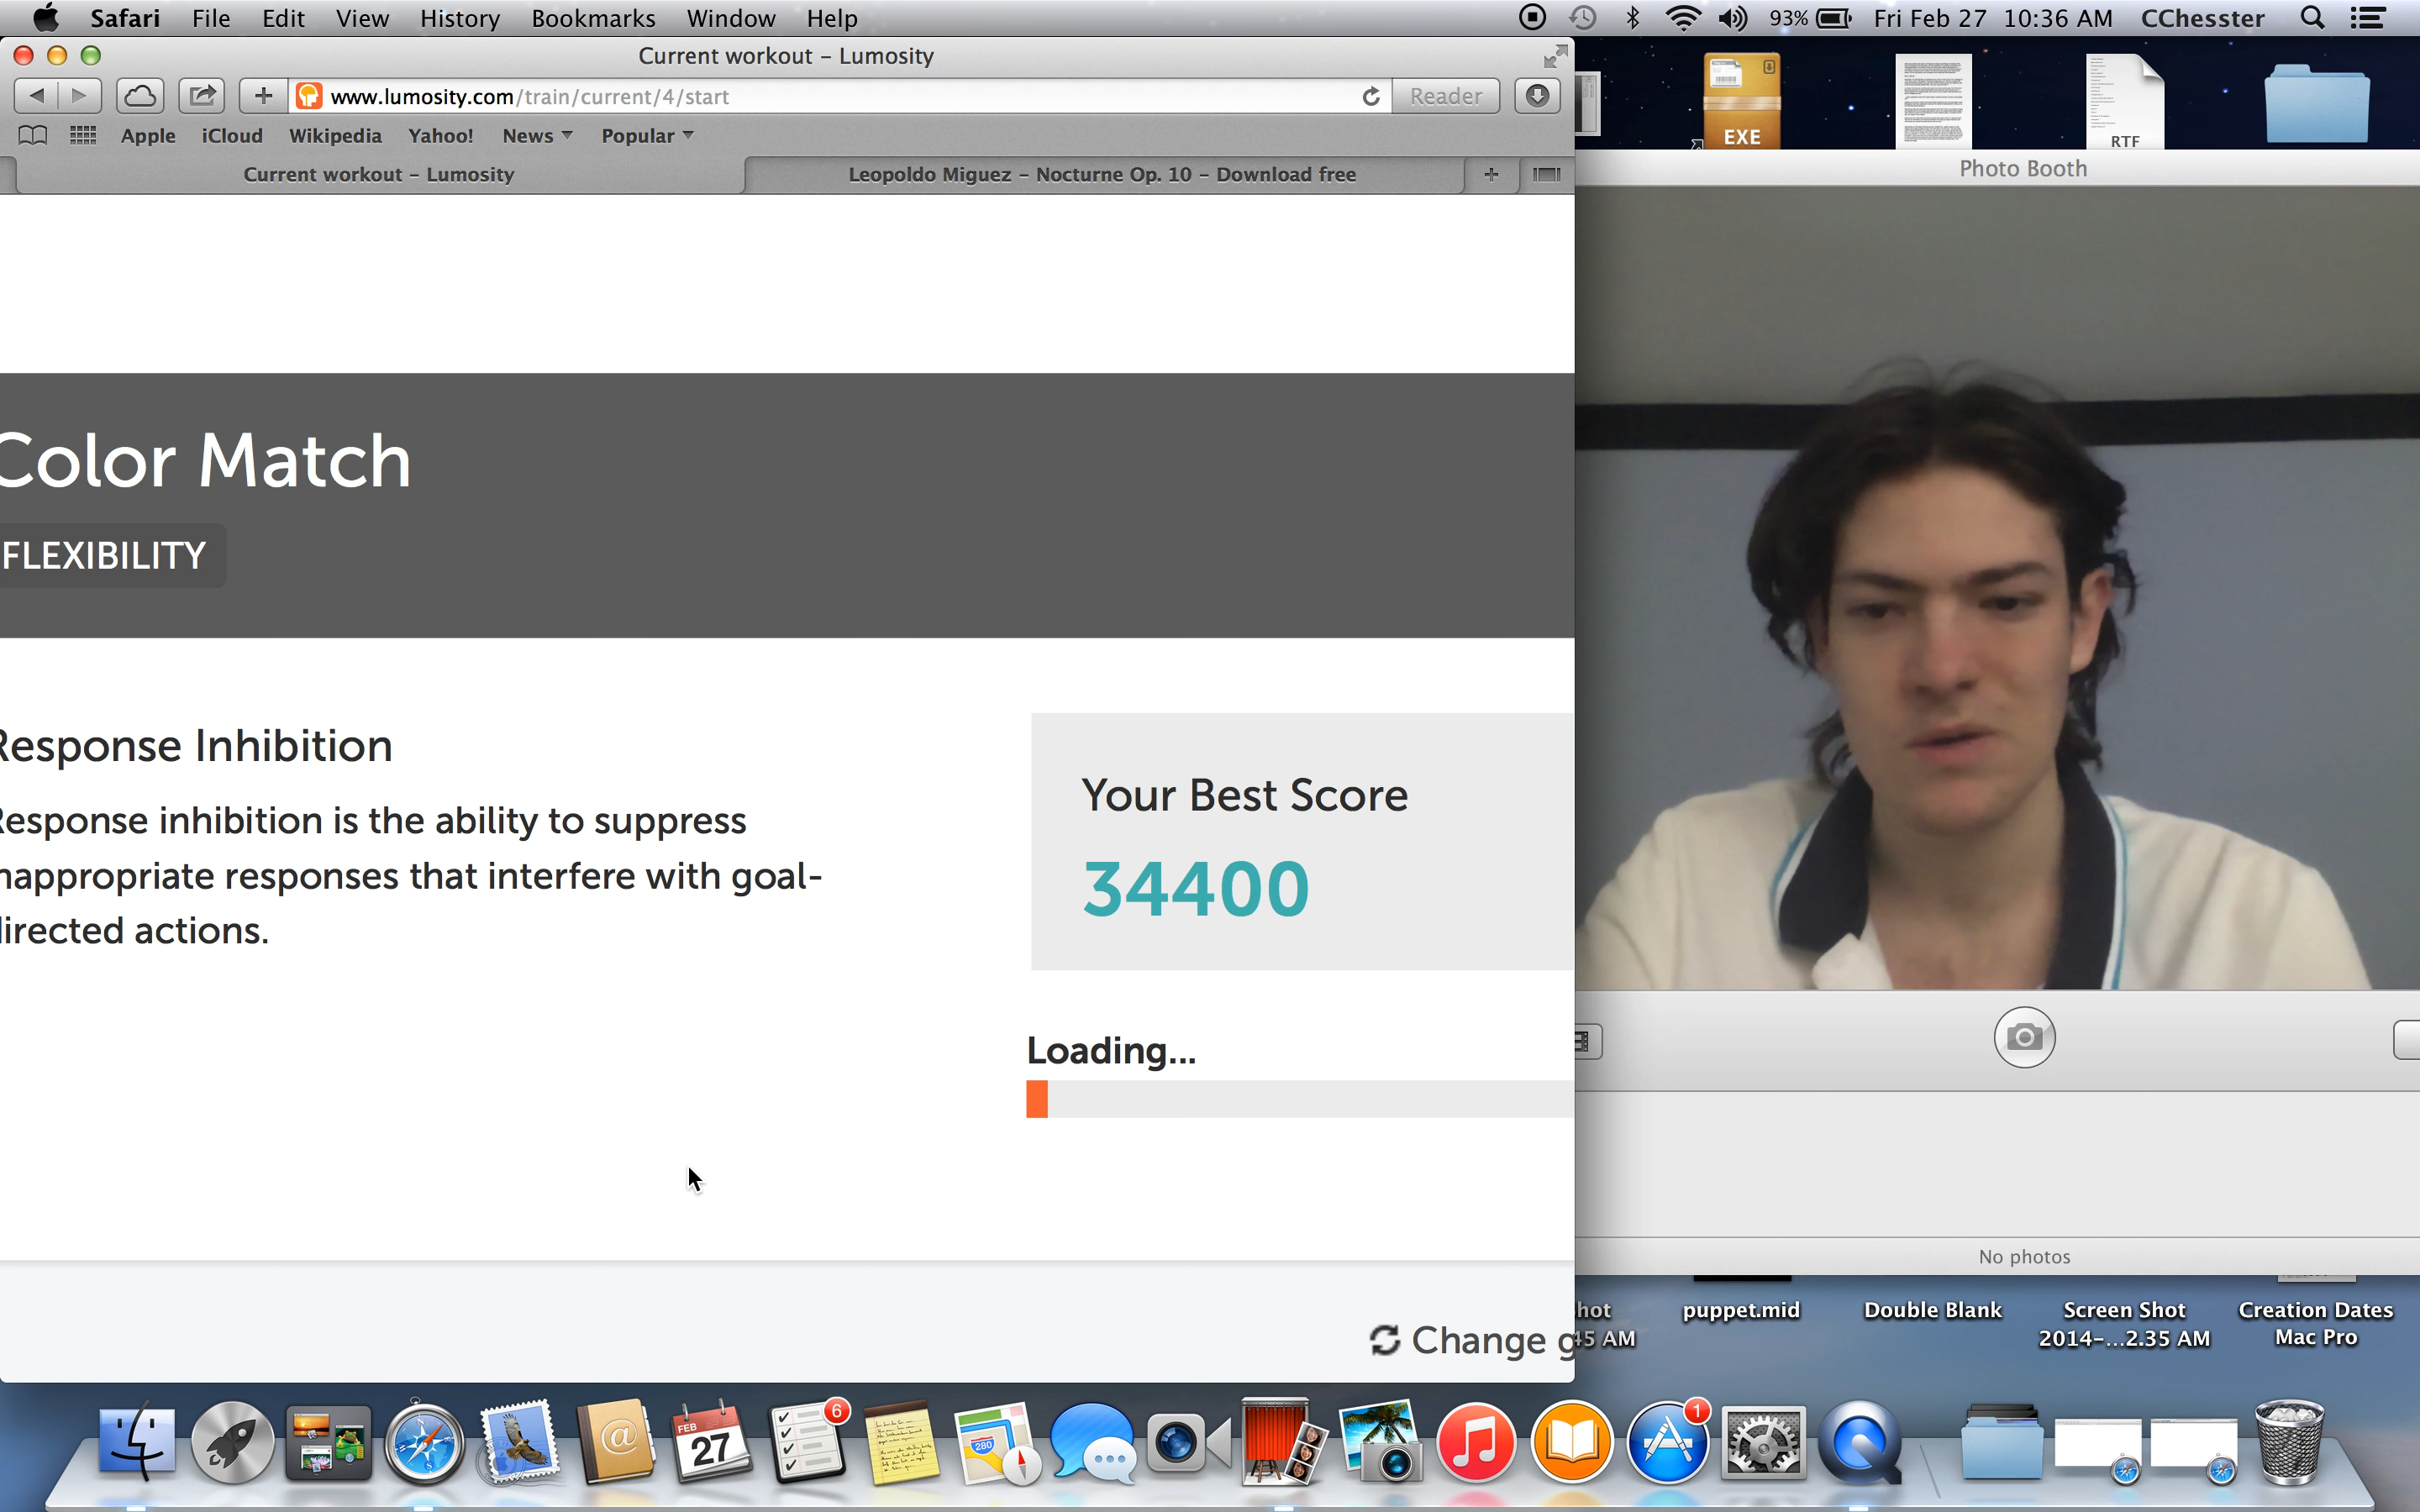 Safari File Edit View History Bookmarks Window Help 93% Fri Feb 27 10:36 AM CChesster
Current workout – Lumosity
www.lumosity.com/train/current/4/start Reader
Apple iCloud Wikipedia Yahoo! News Popular
Current workout – Lumosity Leopoldo Miguez – Nocturne Op. 10 – Download free
EXE RTF
Photo Booth
Color Match
FLEXIBILITY
Response Inhibition
Response inhibition is the ability to suppress
inappropriate responses that interfere with goal-
directed actions.
Your Best Score
34400
Loading...
No photos
Change g
hot
45 AM
puppet.mid
Double Blank
Screen Shot
2014-...2.35 AM
Creation Dates
Mac Pro
FEB
27
6
280
1